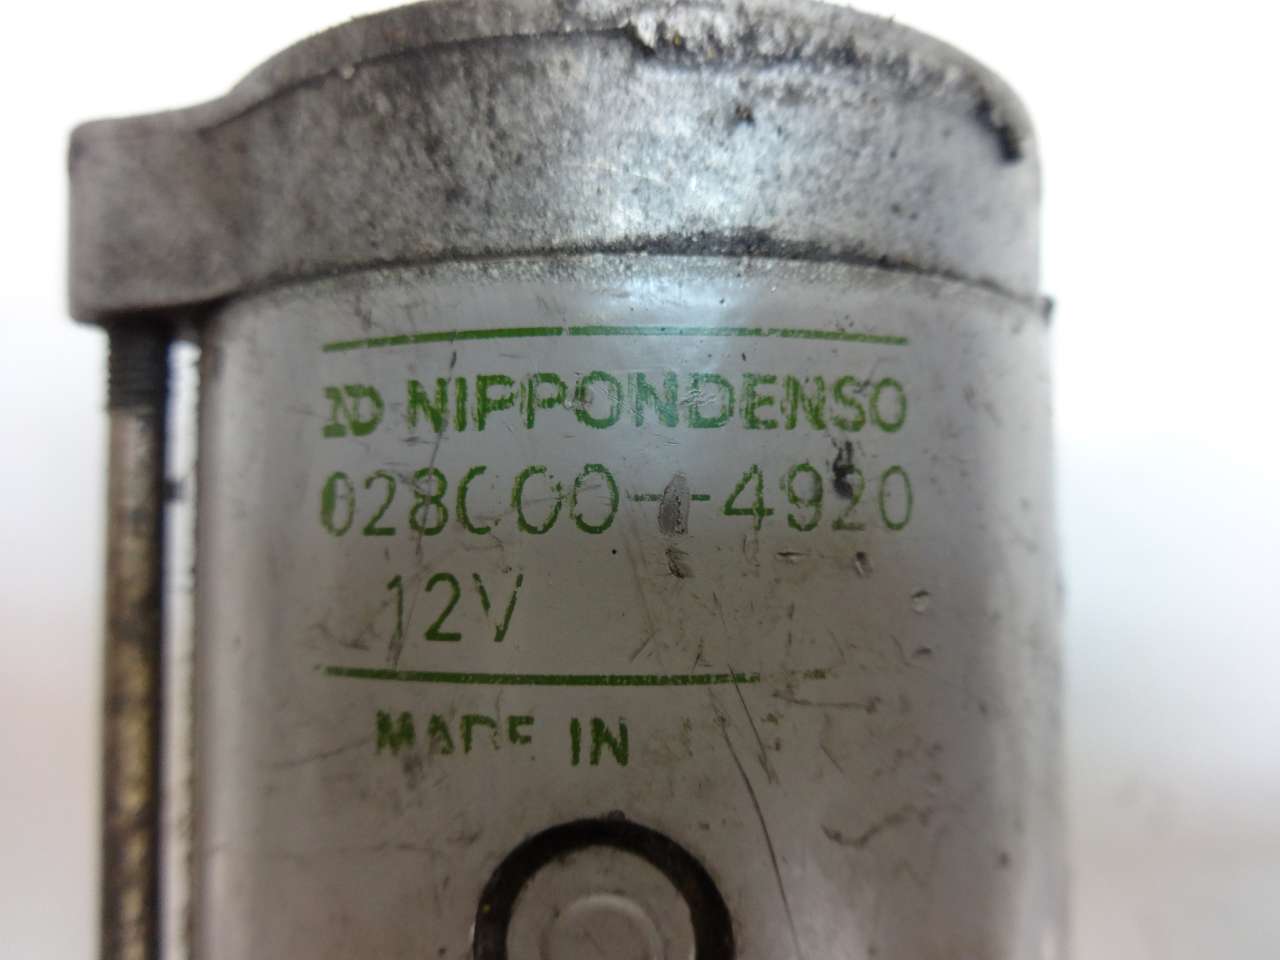 ND NIPPONDENSO
028000-4920
12V
MADE IN